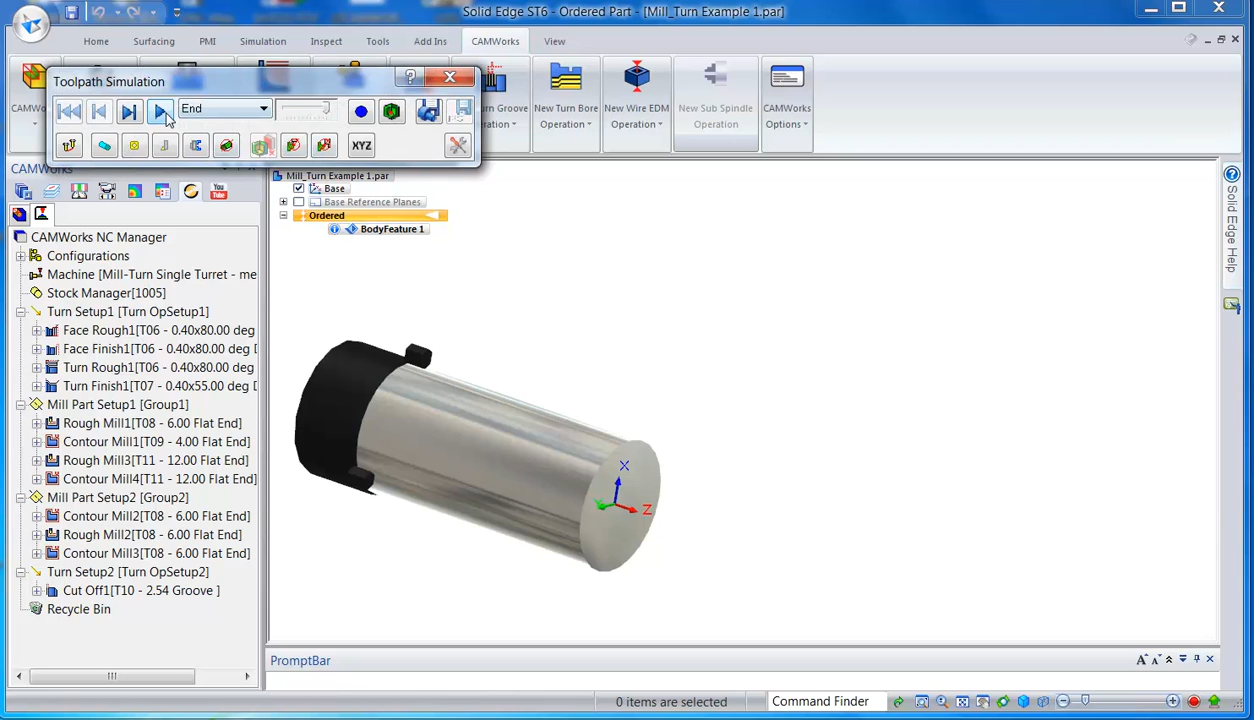 Solid Edge ST6 - Ordered Part - [Mill_Turn Example 1.par]
Home Surfacing PMI Simulation Inspect Tools Add Ins CAMWorks View
Toolpath Simulation
End
XYZ
Groove
Operation
New Turn Bore
Operation
New Wire EDM
Operation
New Sub Spindle
Operation
CAMWorks
Options
CAMWorks
You
Tube
CAMWorks NC Manager
Configurations
Machine [Mill-Turn Single Turret - me
Stock Manager[1005]
Turn Setup1 [Turn OpSetup1]
Face Rough1[T06 - 0.40x80.00 deg
Face Finish1[T06 - 0.40x80.00 deg D
Turn Rough1[T06 - 0.40x80.00 deg
Turn Finish1[T07 - 0.40x55.00 deg D
Mill Part Setup1 [Group1]
Rough Mill1[T08 - 6.00 Flat End]
Contour Mill1[T09 - 4.00 Flat End]
Rough Mill3[T11 - 12.00 Flat End]
Contour Mill4[T11 - 12.00 Flat End]
Mill Part Setup2 [Group2]
Contour Mill2[T08 - 6.00 Flat End]
Rough Mill2[T08 - 6.00 Flat End]
Contour Mill3[T08 - 6.00 Flat End]
Turn Setup2 [Turn OpSetup2]
Cut Off1[T10 - 2.54 Groove ]
Recycle Bin
Mill_Turn Example 1.par
Base
Base Reference Planes
Ordered
BodyFeature 1
X
Z
Solid Edge Help
PromptBar
0 items are selected
Command Finder